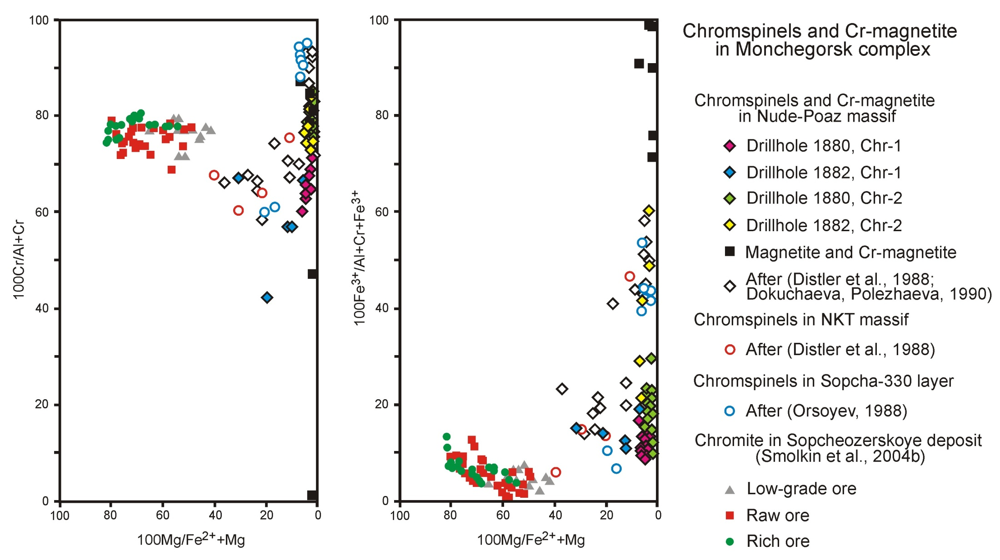 100
80
60
40
20
0
100Cr/Al+Cr
100
80
60
40
20
0
100Mg/Fe²⁺+Mg
100
80
60
40
20
0
100Fe³⁺/Al+Cr+Fe³⁺
100
80
60
40
20
0
100Mg/Fe²⁺+Mg
Chromspinels and Cr-magnetite
in Monchegorsk complex
Chromspinels and Cr-magnetite
in Nude-Poaz massif
Drillhole 1880, Chr-1
Drillhole 1882, Chr-1
Drillhole 1880, Chr-2
Drillhole 1882, Chr-2
Magnetite and Cr-magnetite
After (Distler et al., 1988;
Dokuchaeva, Polezhaeva, 1990)
Chromspinels in NKT massif
After (Distler et al., 1988)
Chromspinels in Sopcha-330 layer
After (Orsoyev, 1988)
Chromite in Sopcheozerskoye deposit
(Smolkin et al., 2004b)
Low-grade ore
Raw ore
Rich ore